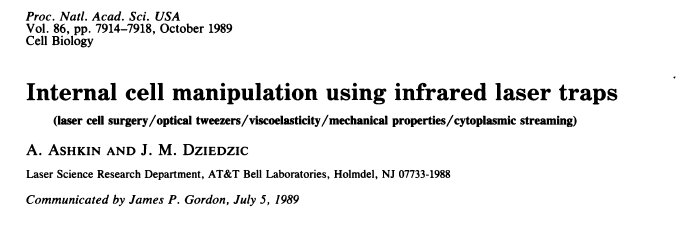 Proc. Natl. Acad. Sci. USA
Vol. 86, pp. 7914–7918, October 1989
Cell Biology
Internal cell manipulation using infrared laser traps
(laser cell surgery/optical tweezers/viscoelasticity/mechanical properties/cytoplasmic streaming)
A. ASHKIN AND J. M. DZIEDZIC
Laser Science Research Department, AT&T Bell Laboratories, Holmdel, NJ 07733-1988
Communicated by James P. Gordon, July 5, 1989